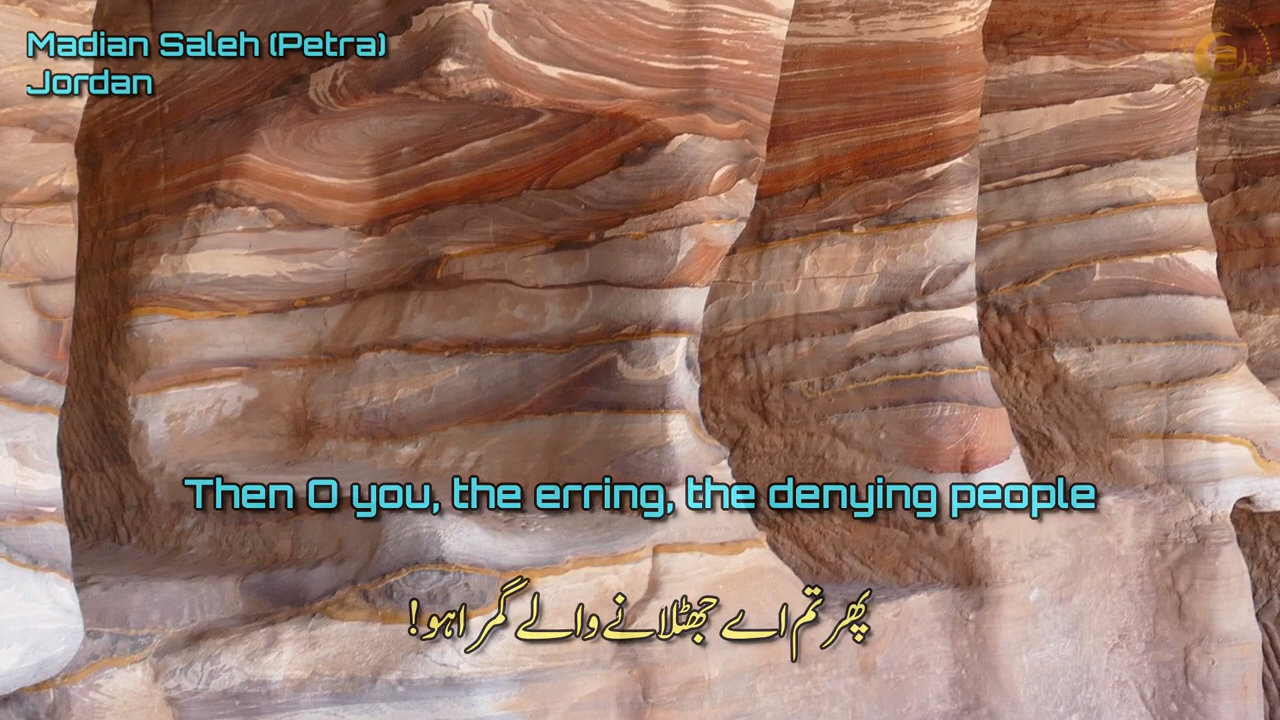 Madian Saleh (Petra)
Jordan
Then O you, the erring, the denying people
پھر تم اے جھٹلانے والے گمراہو!